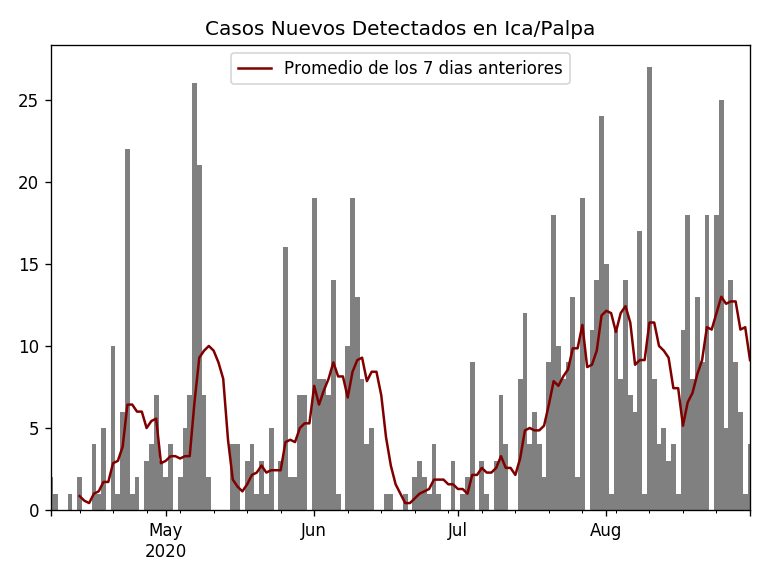 Casos Nuevos Detectados en Ica/Palpa
Promedio de los 7 dias anteriores
25
20
15
10
5
0
May
2020
Jun
Jul
Aug